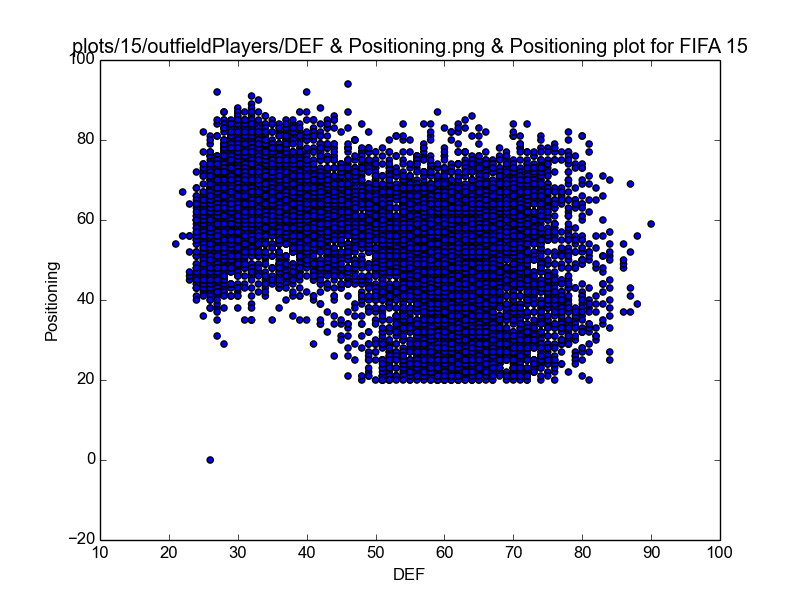 plots/15/outfieldPlayers/DEF & Positioning.png & Positioning plot for FIFA 15
100
80
60
40
20
0
−20
Positioning
10 20 30 40 50 60 70 80 90 100
DEF